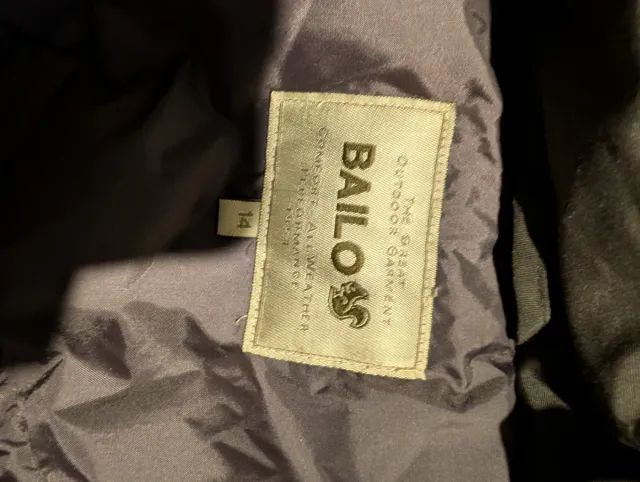 THE GREAT
OUTDOOR GARMENT
BAILO
COMFORT - ALL WEATHER
PERFORMANCE
14